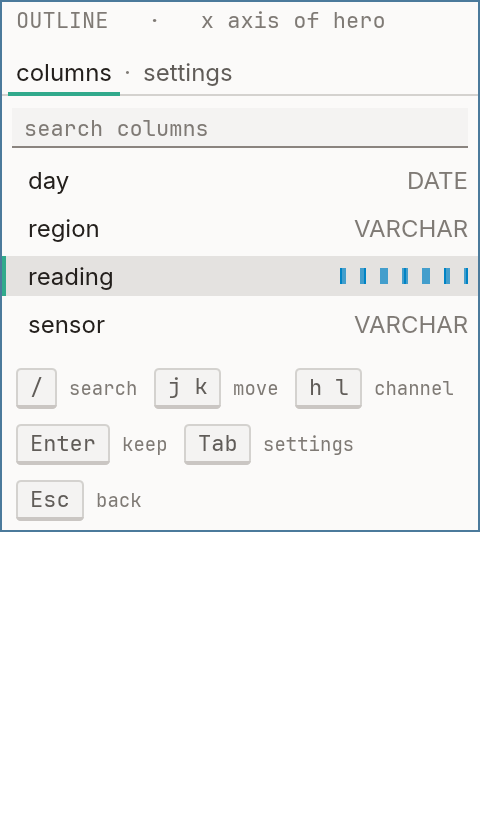 OUTLINE · x axis of hero
columns · settings
search columns
day DATE
region VARCHAR
reading
sensor VARCHAR
/ search j k move h l channel
Enter keep Tab settings
Esc back